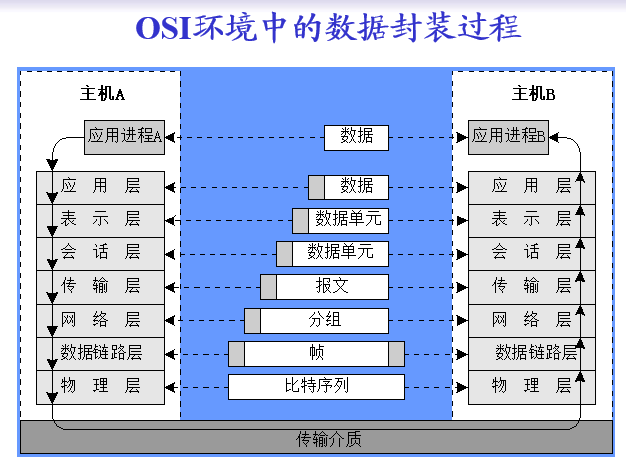 OSI环境中的数据封装过程
主机A 主机B
应用进程A 数据 应用进程B
应用层 数据 应用层
表示层 数据单元 表示层
会话层 数据单元 会话层
传输层 报文 传输层
网络层 分组 网络层
数据链路层 帧 数据链路层
物理层 比特序列 物理层
传输介质